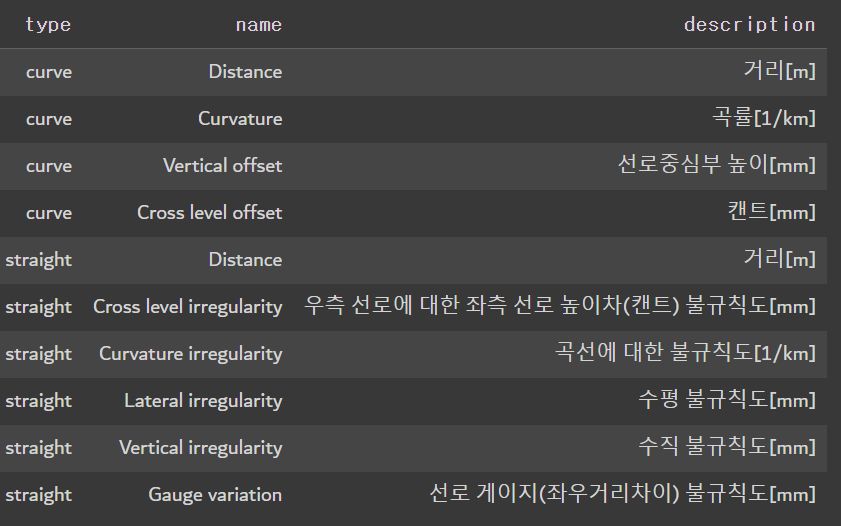 type name description
curve Distance 거리[m]
curve Curvature 곡률[1/km]
curve Vertical offset 선로중심부 높이[mm]
curve Cross level offset 캔트[mm]
straight Distance 거리[m]
straight Cross level irregularity 우측 선로에 대한 좌측 선로 높이차(캔트) 불규칙도[mm]
straight Curvature irregularity 곡선에 대한 불규칙도[1/km]
straight Lateral irregularity 수평 불규칙도[mm]
straight Vertical irregularity 수직 불규칙도[mm]
straight Gauge variation 선로 게이지(좌우거리차이) 불규칙도[mm]